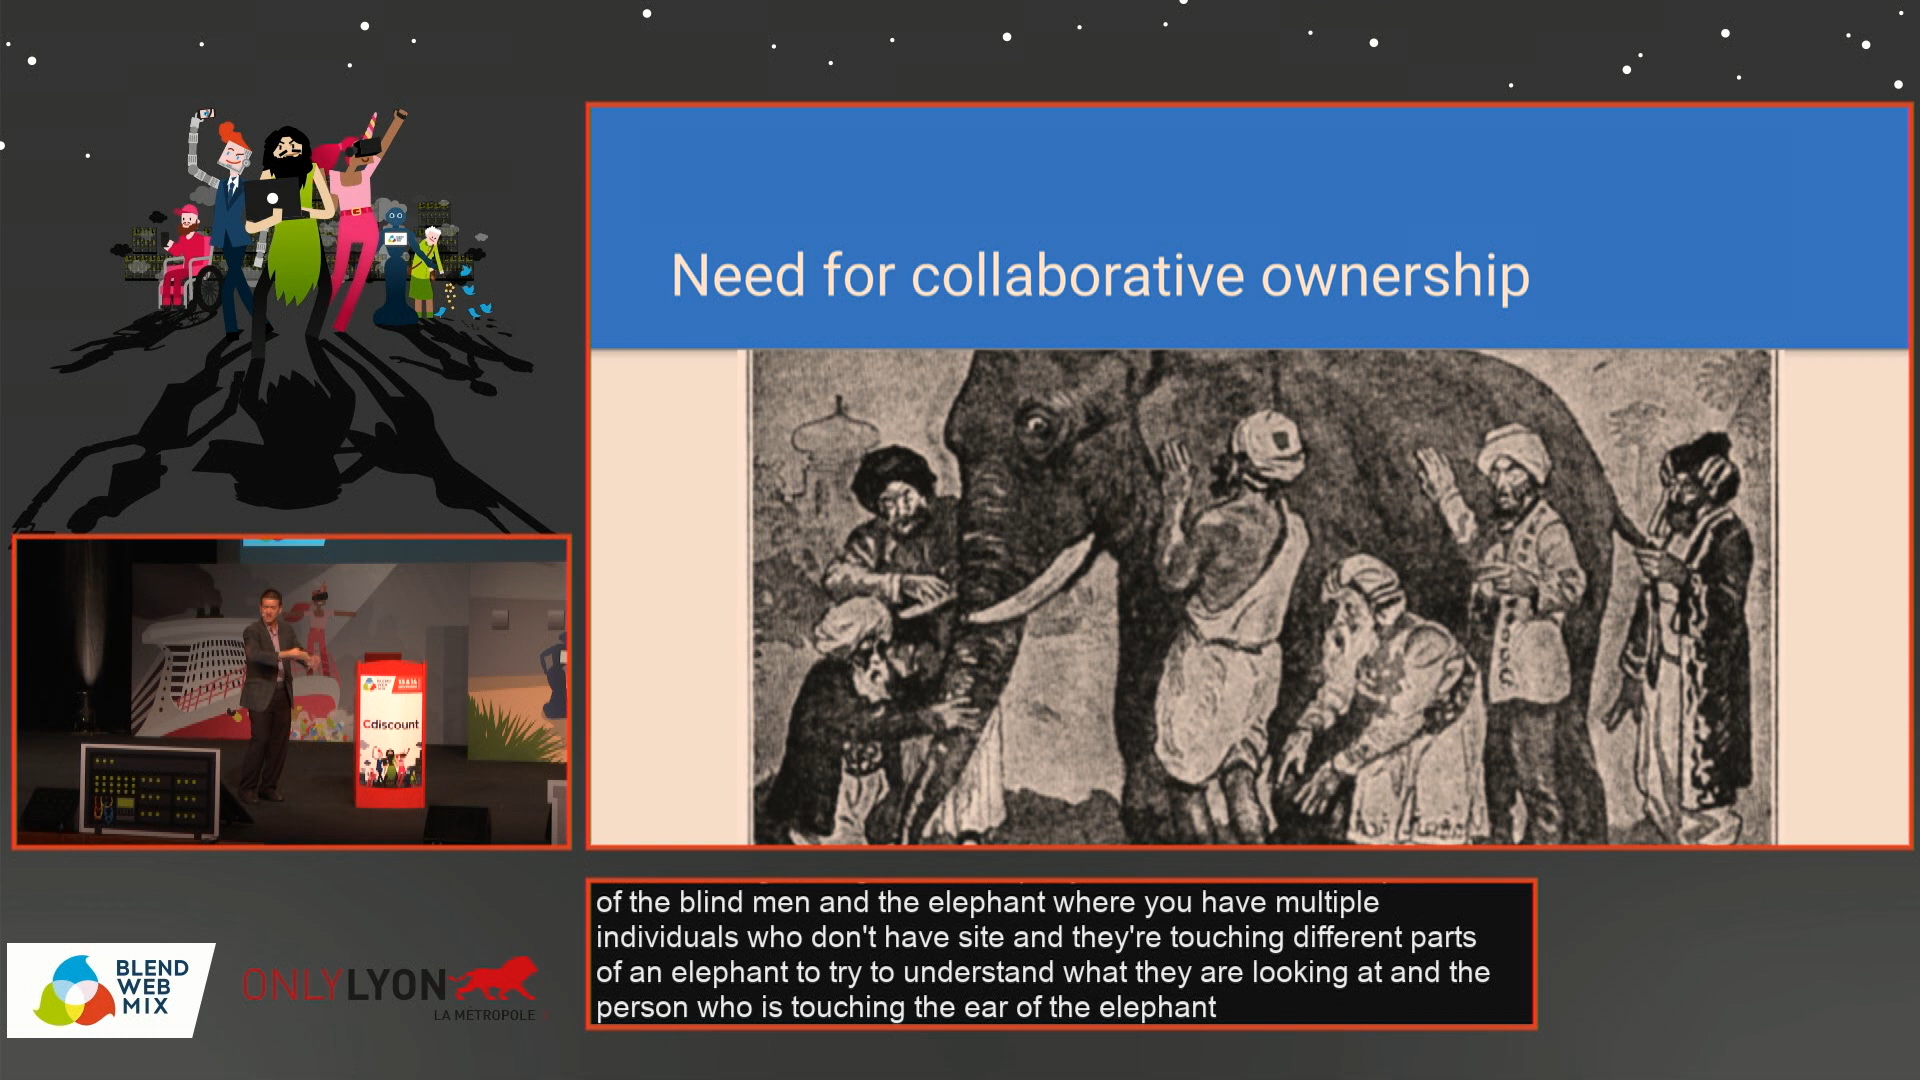 Need for collaborative ownership
Cdiscount
of the blind men and the elephant where you have multiple
individuals who don't have site and they're touching different parts
of an elephant to try to understand what they are looking at and the
person who is touching the ear of the elephant
BLEND
WEB
MIX
ONLYLYON
LA MÉTROPOLE